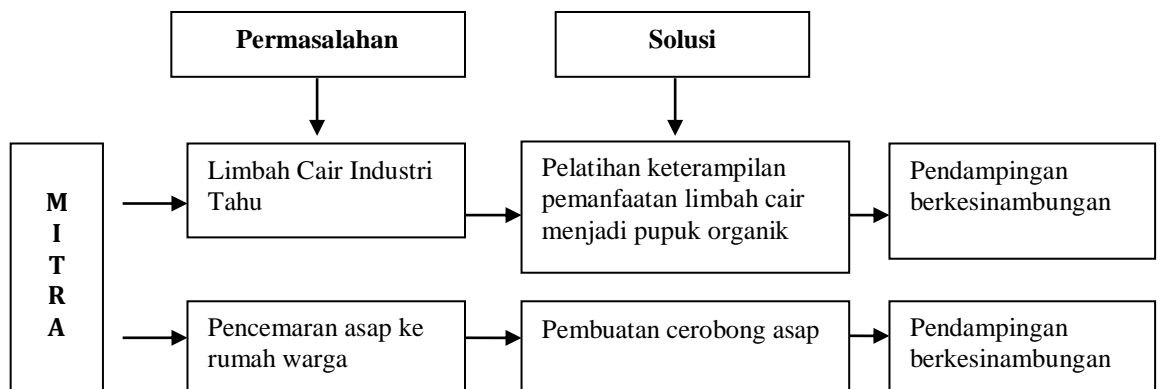 Permasalahan
Solusi
M
I
T
R
A
Limbah Cair Industri
Tahu
Pelatihan keterampilan
pemanfaatan limbah cair
menjadi pupuk organik
Pendampingan
berkesinambungan
Pencemaran asap ke
rumah warga
Pembuatan cerobong asap
Pendampingan
berkesinambungan